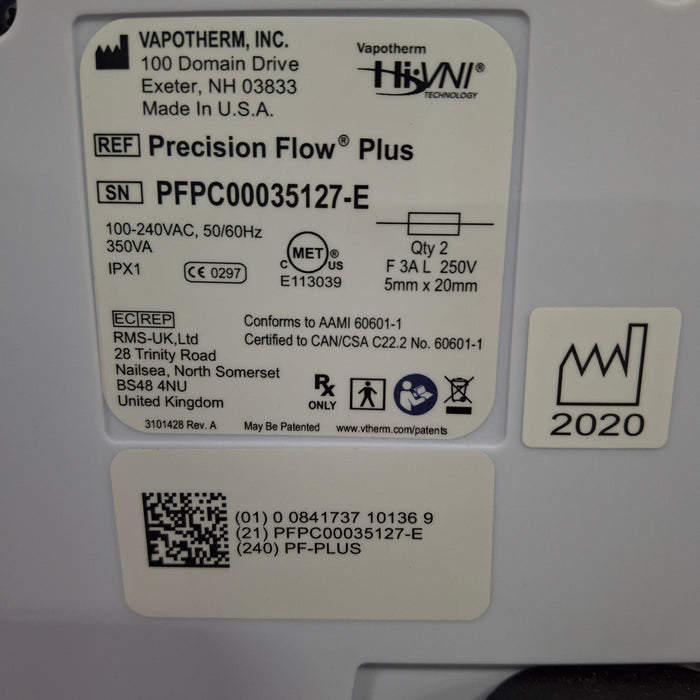 VAPOTHERM, INC.
100 Domain Drive
Exeter, NH 03833
Made In U.S.A.
Vapotherm
Hi-VNI®
TECHNOLOGY
REF Precision Flow® Plus
SN PFPC00035127-E
100-240VAC, 50/60Hz
350VA
IPX1
CE 0297
C MET® US
E113039
Qty 2
F 3A L 250V
5mm x 20mm
EC REP
RMS-UK,Ltd
28 Trinity Road
Nailsea, North Somerset
BS48 4NU
United Kingdom
Conforms to AAMI 60601-1
Certified to CAN/CSA C22.2 No. 60601-1
Rx
ONLY
3101428 Rev. A
May Be Patented
www.vtherm.com/patents
2020
(01) 0 0841737 10136 9
(21) PFPC00035127-E
(240) PF-PLUS